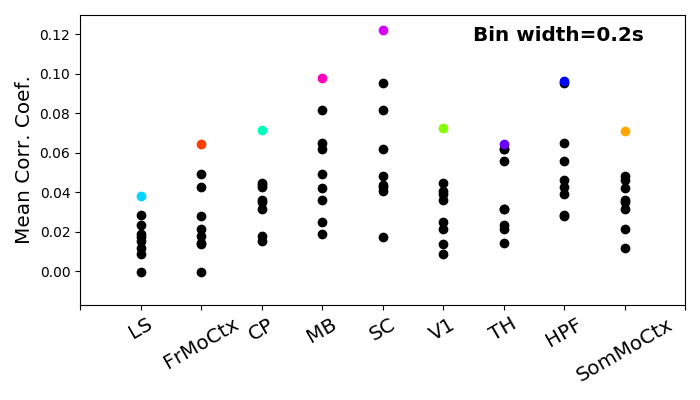 Bin width=0.2s
Mean Corr. Coef.
0.12
0.10
0.08
0.06
0.04
0.02
0.00
LS
FrMoCtx
CP
MB
SC
V1
TH
HPF
SomMoCtx